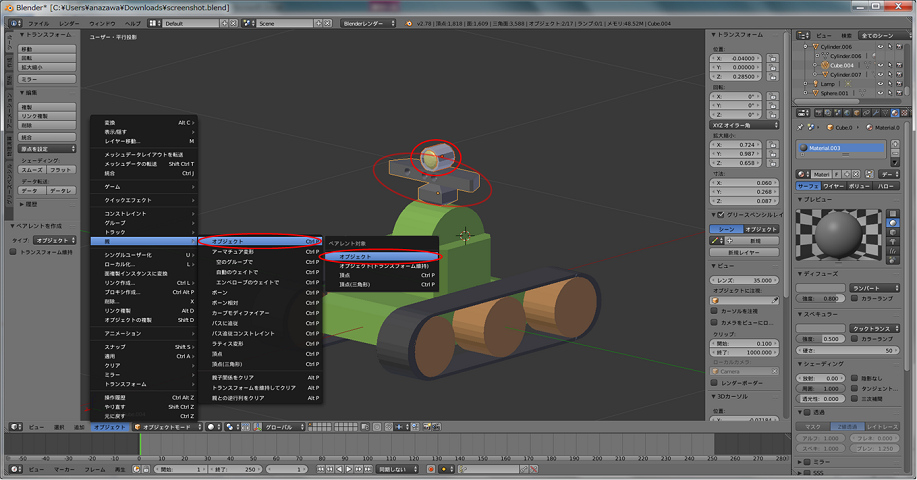 Blender* [C:¥Users¥anazawa¥Downloads¥screenshot.blend]
ファイル レンダー ウィンドウ ヘルプ Default Scene Blenderレンダー v2.78 | 頂点:1,818 | 面:1,609 | 三角面:3,588 | オブジェクト:2/17 | ランプ:0/1 | メモリ:48.52M | Cube.004
▼トランスフォーム
移動
回転
拡大縮小
ミラー
▼編集
複製
リンク複製
削除
統合
原点を設定
シェーディング:
スムーズ フラット
データ転送:
データ データレ
▶履歴
▼ペアレントを作成
タイプ: オブジェクト
トランスフォーム維持
ユーザー・平行投影
変換 Alt C
表示/隠す
レイヤー移動... M
メッシュデータレイアウトを転送
メッシュデータの転送 Shift Ctrl T
統合 Ctrl J
ゲーム
クイックエフェクト
コンストレイント
グループ
トラック
親
シングルユーザー化 U
ローカル化... L
面複製インスタンスに変換
リンク作成... Ctrl L
プロキシ作成... Ctrl Alt P
削除... X
リンク複製 Alt D
オブジェクトの複製 Shift D
アニメーション
スナップ Shift S
適用 Ctrl A
クリア
ミラー
トランスフォーム
操作履歴 Ctrl Alt Z
やり直す Shift Ctrl Z
元に戻す Ctrl Z
オブジェクト Ctrl P
アーマチュア変形 Ctrl P
空のグループで Ctrl P
自動のウェイトで Ctrl P
エンベロープのウェイトで Ctrl P
ボーン Ctrl P
ボーン相対 Ctrl P
カーブモディファイアー Ctrl P
パスに追従 Ctrl P
パス追従コンストレイント Ctrl P
ラティス変形 Ctrl P
頂点 Ctrl P
頂点(三角形) Ctrl P
親子関係をクリア Alt P
トランスフォームを維持してクリア Alt P
親との逆行列をクリア Alt P
ペアレント対象
オブジェクト
オブジェクト(トランスフォーム維持)
頂点 Ctrl P
頂点(三角形) Ctrl P
ビュー 選択 追加 オブジェクト オブジェクトモード グローバル
▼トランスフォーム
位置:
X: -0.04000
Y: 0.00000
Z: 0.28500
回転:
X: 0°
Y: 0°
Z: 0°
XYZ オイラー角
拡大縮小:
X: 0.724
Y: 0.987
Z: 0.658
寸法:
X: 0.060
Y: 0.268
Z: 0.087
▼グリースペンシルレイ
シーン オブジェクト
新規
新規レイヤー
▼ビュー
レンズ: 35.000
オブジェクトに注視:
カーソルを注視
カメラをビューにロ
クリップ:
開始: 0.100
終了: 1000.000
ローカルカメラ:
Camera
レンダーボーダー
▼3Dカーソル
ビュー 検索 全てのシーン
Cylinder.006
Cylinder.006
Cube.004
Cylinder.007
Lamp
Sphere.001
Cube.0 Material.0
Material.003
Materi F デー
サーフェ ワイヤー ボリュー ハロー
▼プレビュー
▼ディフューズ
ランバート
強度: 0.800 カラーランプ
▼スペキュラー
クックトランス
強度: 0.500 カラーランプ
硬さ: 50
▼シェーディング
放射: 0.00 陰影なし
周囲: 1.000 タンジェント..
透光性: 0.000 三次補間
▼透過
マスク Z値透過 レイトレース
アルファ: 1.000 フレネ: 0.000
スペキ: 1.000 ブレン: 1.250
▶ミラー
▶SSS
-50 -40 -30 -20 -10 0 10 20 30 40 50 60 70 80 90 100 110 120 130 140 150 160 170 180 190 200 210 220 230 240 250 260 270 280
ビュー マーカー フレーム 再生 開始: 1 終了: 250 1 同期しない